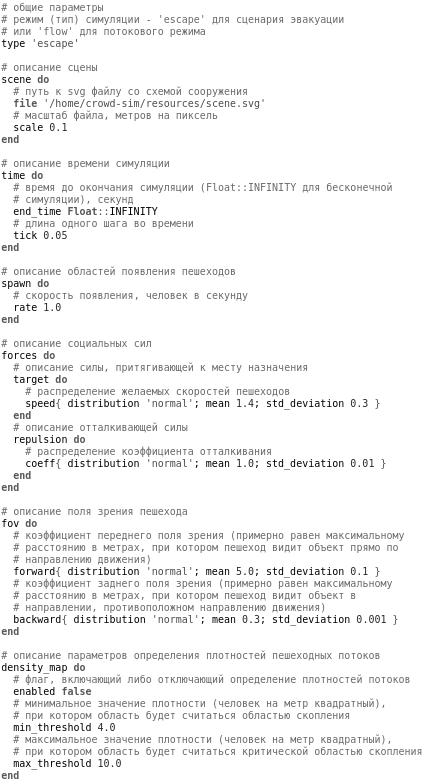 # общие параметры
# режим (тип) симуляции - 'escape' для сценария эвакуации
# или 'flow' для потокового режима
type 'escape'

# описание сцены
scene do
  # путь к svg файлу со схемой сооружения
  file '/home/crowd-sim/resources/scene.svg'
  # масштаб файла, метров на пиксель
  scale 0.1
end

# описание времени симуляции
time do
  # время до окончания симуляции (Float::INFINITY для бесконечной
  # симуляции), секунд
  end_time Float::INFINITY
  # длина одного шага во времени
  tick 0.05
end

# описание областей появления пешеходов
spawn do
  # скорость появления, человек в секунду
  rate 1.0
end

# описание социальных сил
forces do
  # описание силы, притягивающей к месту назначения
  target do
    # распределение желаемых скоростей пешеходов
    speed{ distribution 'normal'; mean 1.4; std_deviation 0.3 }
  end
  # описание отталкивающей силы
  repulsion do
    # распределение коэффициента отталкивания
    coeff{ distribution 'normal'; mean 1.0; std_deviation 0.01 }
  end
end

# описание поля зрения пешехода
fov do
  # коэффициент переднего поля зрения (примерно равен максимальному
  # расстоянию в метрах, при котором пешеход видит объект прямо по
  # направлению движения)
  forward{ distribution 'normal'; mean 5.0; std_deviation 0.1 }
  # коэффициент заднего поля зрения (примерно равен максимальному
  # расстоянию в метрах, при котором пешеход видит объект в
  # направлении, противоположном направлению движения)
  backward{ distribution 'normal'; mean 0.3; std_deviation 0.001 }
end

# описание параметров определения плотностей пешеходных потоков
density_map do
  # флаг, включающий либо отключающий определение плотностей потоков
  enabled false
  # минимальное значение плотности (человек на метр квадратный),
  # при котором область будет считаться областью скопления
  min_threshold 4.0
  # максимальное значение плотности (человек на метр квадратный),
  # при котором область будет считаться критической областью скопления
  max_threshold 10.0
end